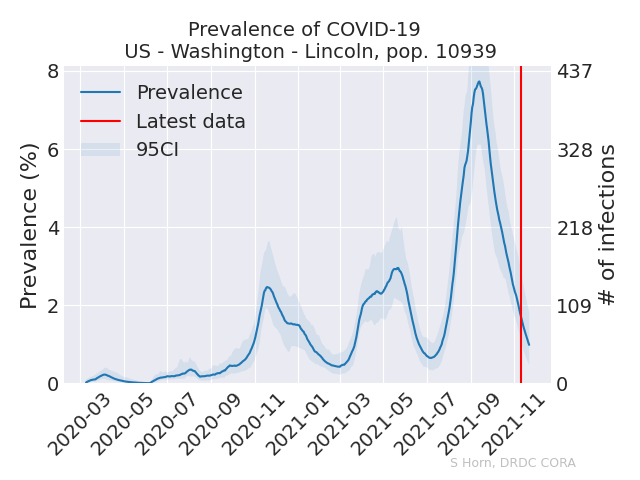 Prevalence of COVID-19
US - Washington - Lincoln, pop. 10939
Prevalence (%)
8
6
4
2
0
Prevalence
Latest data
95CI
437
328
218
109
0
# of infections
2020-03
2020-05
2020-07
2020-09
2020-11
2021-01
2021-03
2021-05
2021-07
2021-09
2021-11
S Horn, DRDC CORA